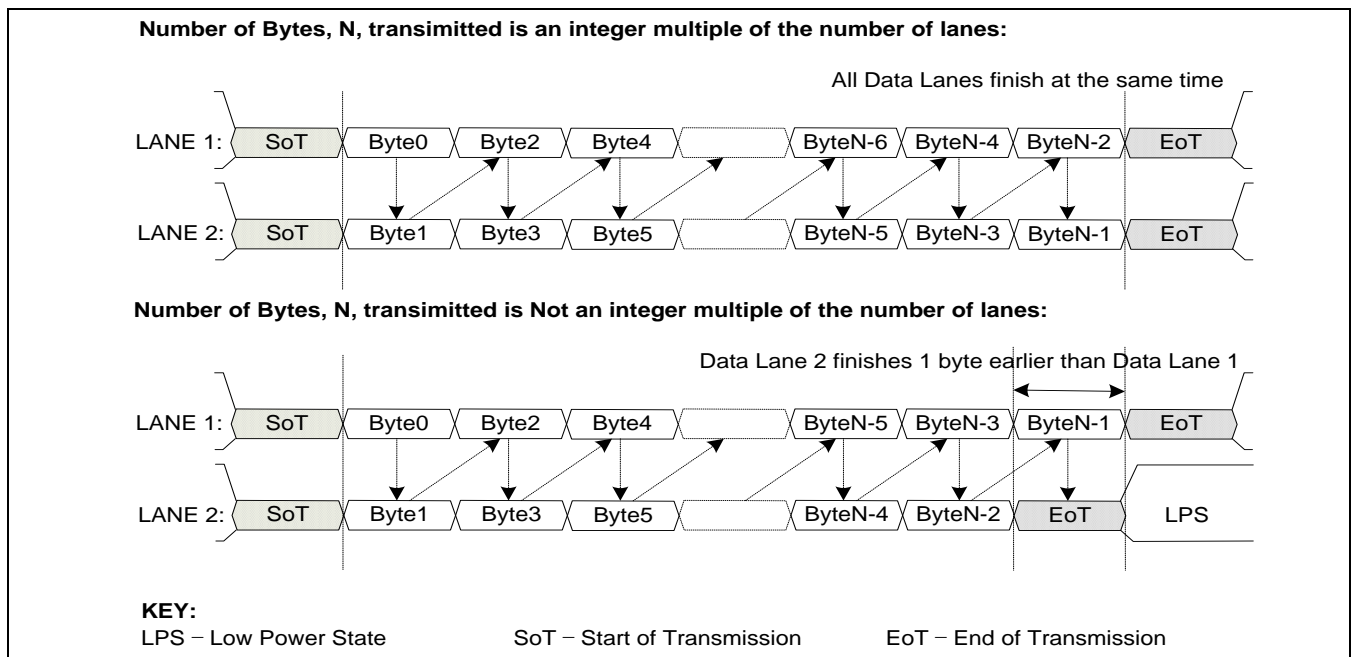 Number of Bytes, N, transimitted is an integer multiple of the number of lanes:
All Data Lanes finish at the same time
LANE 1: SoT Byte0 Byte2 Byte4 ByteN-6 ByteN-4 ByteN-2 EoT
LANE 2: SoT Byte1 Byte3 Byte5 ByteN-5 ByteN-3 ByteN-1 EoT
Number of Bytes, N, transimitted is Not an integer multiple of the number of lanes:
Data Lane 2 finishes 1 byte earlier than Data Lane 1
LANE 1: SoT Byte0 Byte2 Byte4 ByteN-5 ByteN-3 ByteN-1 EoT
LANE 2: SoT Byte1 Byte3 Byte5 ByteN-4 ByteN-2 EoT LPS
KEY:
LPS – Low Power State SoT – Start of Transmission EoT – End of Transmission